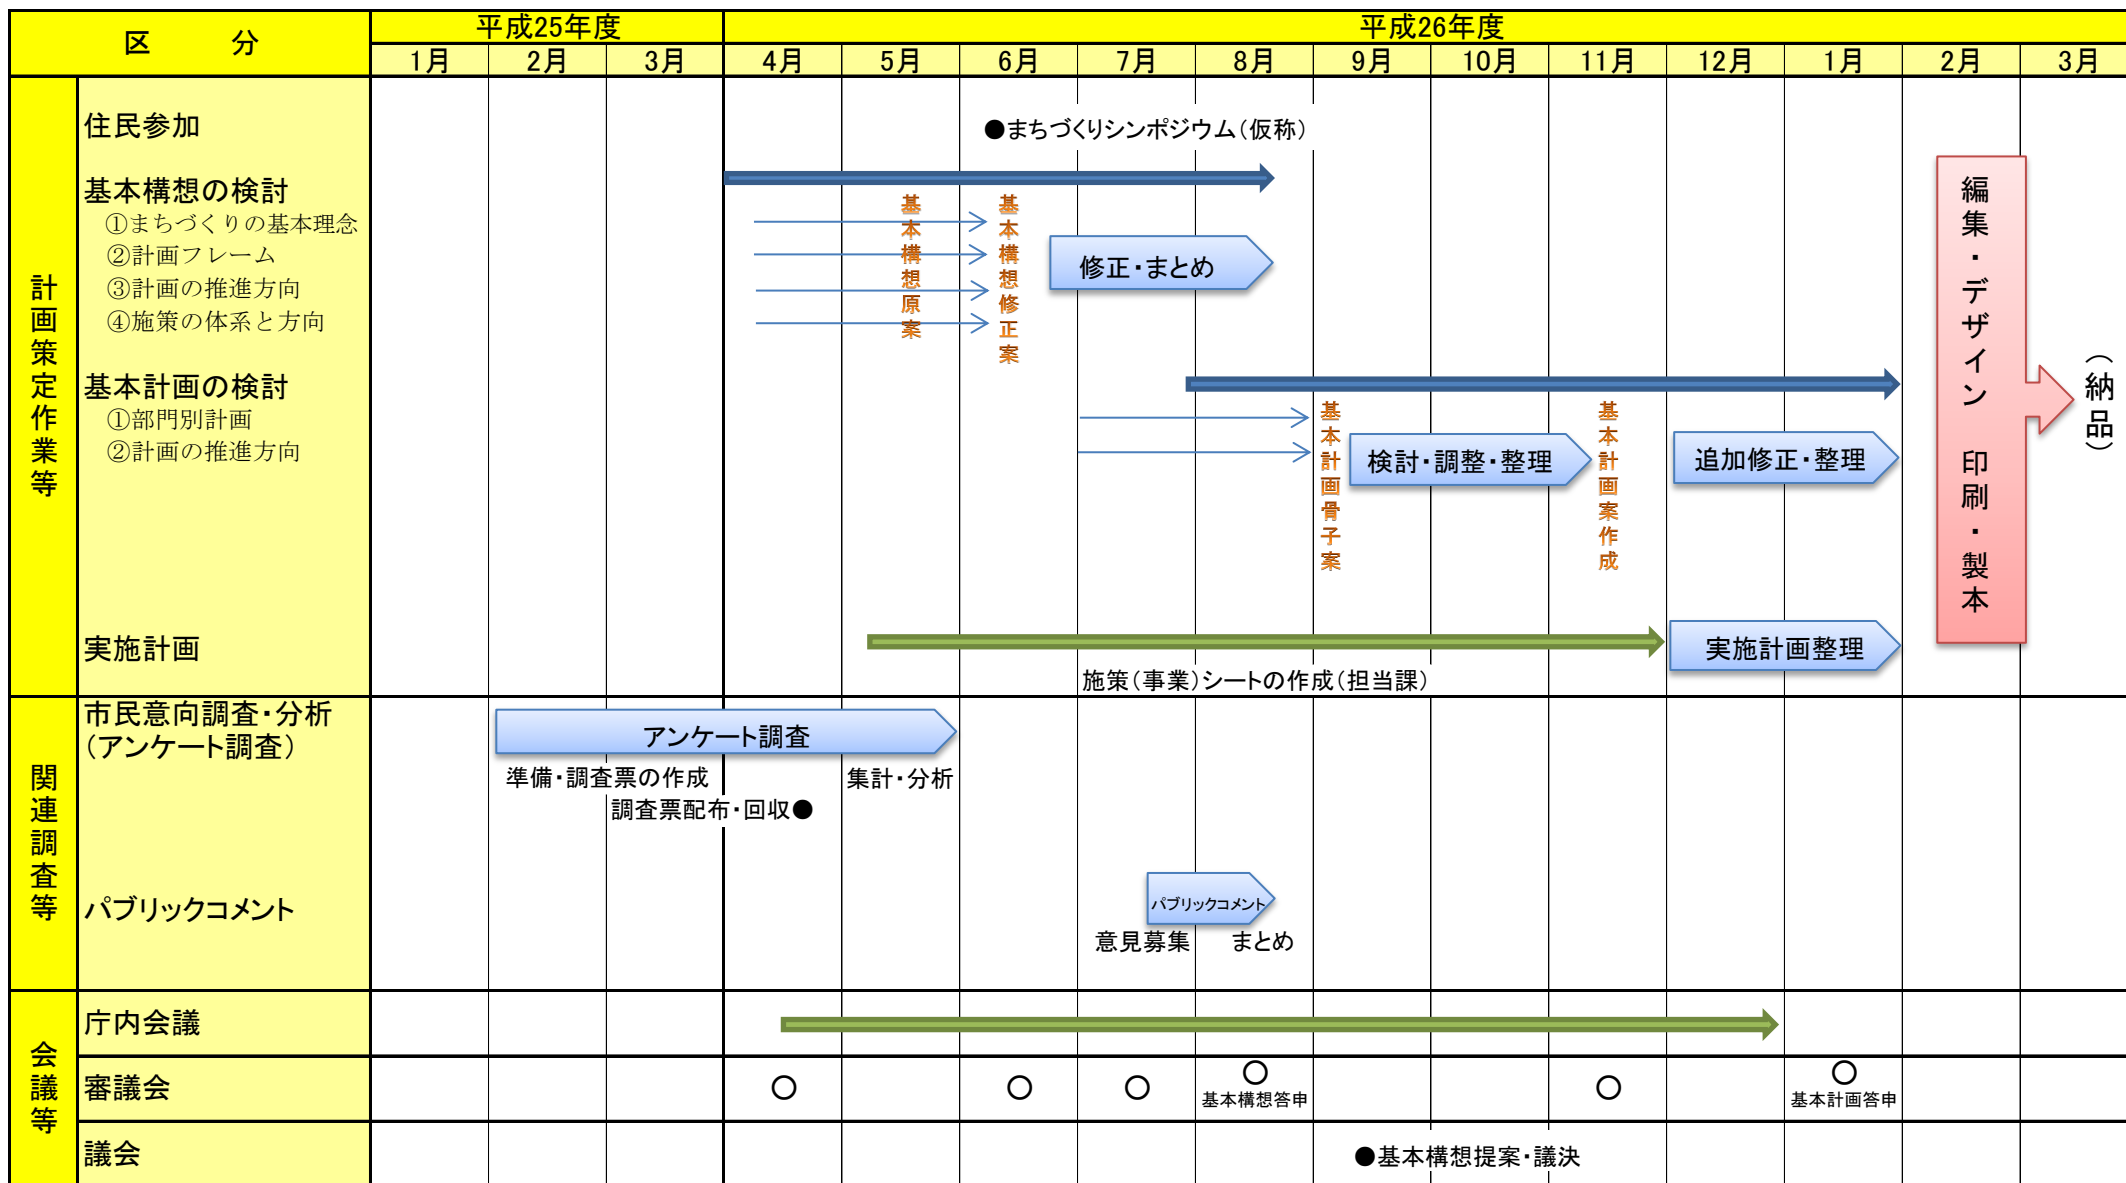 区 分
平成25年度
平成26年度
1月 2月 3月 4月 5月 6月 7月 8月 9月 10月 11月 12月 1月 2月 3月
計画策定作業等
住民参加
●まちづくりシンポジウム(仮称)
基本構想の検討
①まちづくりの基本理念
②計画フレーム
③計画の推進方向
④施策の体系と方向
基本構想原案
基本構想修正案
修正・まとめ
基本計画の検討
①部門別計画
②計画の推進方向
基本計画骨子案
検討・調整・整理
基本計画案作成
追加修正・整理
編集・デザイン 印刷・製本
(納品)
実施計画
実施計画整理
施策(事業)シートの作成(担当課)
関連調査等
市民意向調査・分析
(アンケート調査)
アンケート調査
準備・調査票の作成
集計・分析
調査票配布・回収●
パブリックコメント
パブリックコメント
意見募集
まとめ
会議等
庁内会議
審議会
○ ○ ○ ○ ○ ○
基本構想答申
基本計画答申
議会
●基本構想提案・議決